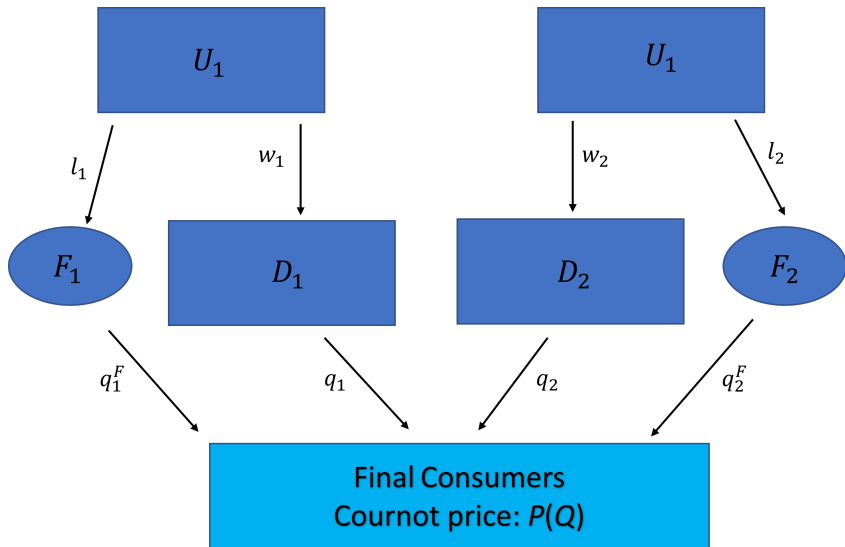 U₁ U₁
l₁ w₁ w₂ l₂
F₁ D₁ D₂ F₂
q₁ᶠ q₁ q₂ q₂ᶠ
Final Consumers
Cournot price: P(Q)